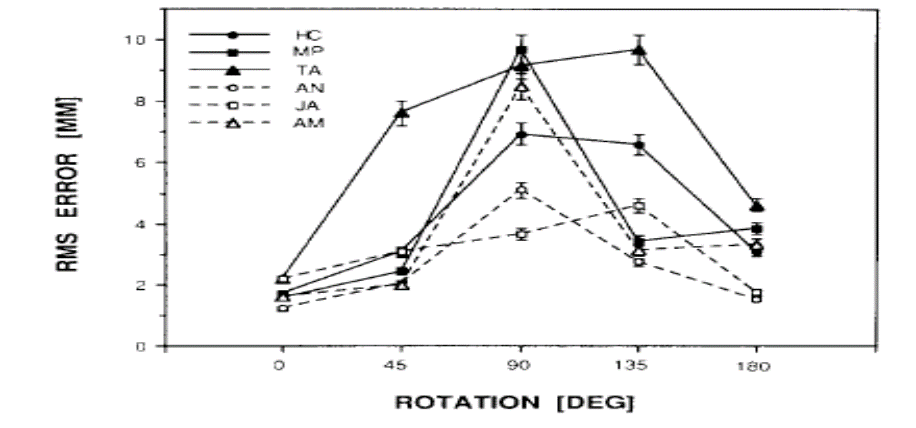 10
8
6
4
2
0
RMS ERROR [MM]
HC
MP
TA
AN
JA
AM
0 45 90 135 180
ROTATION [DEG]